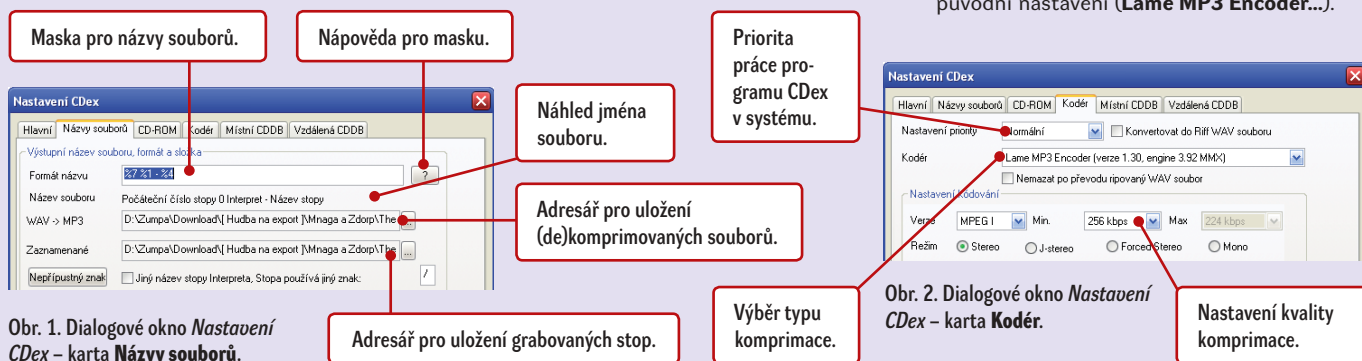 původní nastavení (Lame MP3 Encoder...).
Maska pro názvy souborů.
Nápověda pro masku.
Nastavení CDex
Hlavní
Názvy souborů
CD-ROM
Kodér
Místní CDDB
Vzdálená CDDB
Výstupní název souboru, formát a složka
Formát názvu
%7 %1 - %4
?
Název souboru
Počáteční číslo stopy 0 Interpret - Název stopy
WAV -> MP3
D:\Zumpa\Download\[ Hudba na export ]\Mnaga a Zdorp\The
...
Zaznamenané
D:\Zumpa\Download\[ Hudba na export ]\Mnaga a Zdorp\The
...
Nepřípustný znak
Jiný název stopy Interpreta, Stopa používá jiný znak:
/
Náhled jména
souboru.
Adresář pro uložení
(de)komprimovaných souborů.
Adresář pro uložení grabovaných stop.
Obr. 1. Dialogové okno Nastavení
CDex – karta Názvy souborů.
Priorita
práce pro-
gramu CDex
v systému.
Nastavení CDex
Hlavní
Názvy souborů
CD-ROM
Kodér
Místní CDDB
Vzdálená CDDB
Nastavení priority
Normální
Konvertovat do Riff WAV souboru
Kodér
Lame MP3 Encoder (verze 1.30, engine 3.92 MMX)
Nemazat po převodu ripovaný WAV soubor
Nastavení kódování
Verze
MPEG I
Min.
256 kbps
Max
224 kbps
Režim
Stereo
J-stereo
Forced Stereo
Mono
Výběr typu
komprimace.
Obr. 2. Dialogové okno Nastavení
CDex – karta Kodér.
Nastavení kvality
komprimace.